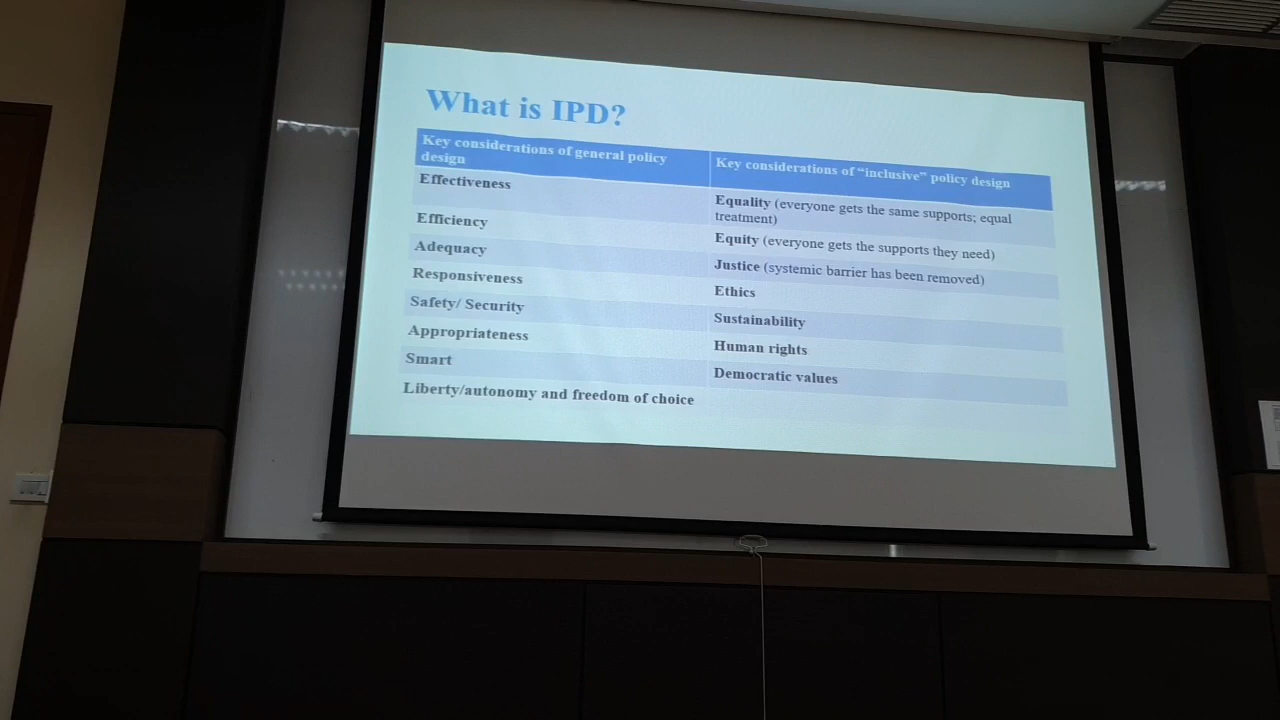 What is IPD?
Key considerations of general policy
design
Key considerations of “inclusive” policy design
Effectiveness
Equality (everyone gets the same supports; equal
treatment)
Efficiency
Equity (everyone gets the supports they need)
Adequacy
Justice (systemic barrier has been removed)
Responsiveness
Ethics
Safety/ Security
Sustainability
Appropriateness
Human rights
Smart
Democratic values
Liberty/autonomy and freedom of choice